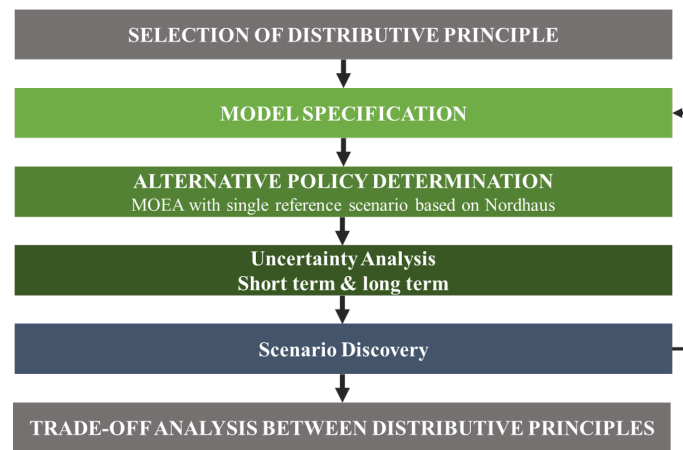 SELECTION OF DISTRIBUTIVE PRINCIPLE
MODEL SPECIFICATION
ALTERNATIVE POLICY DETERMINATION
MOEA with single reference scenario based on Nordhaus
Uncertainty Analysis
Short term & long term
Scenario Discovery
TRADE-OFF ANALYSIS BETWEEN DISTRIBUTIVE PRINCIPLES